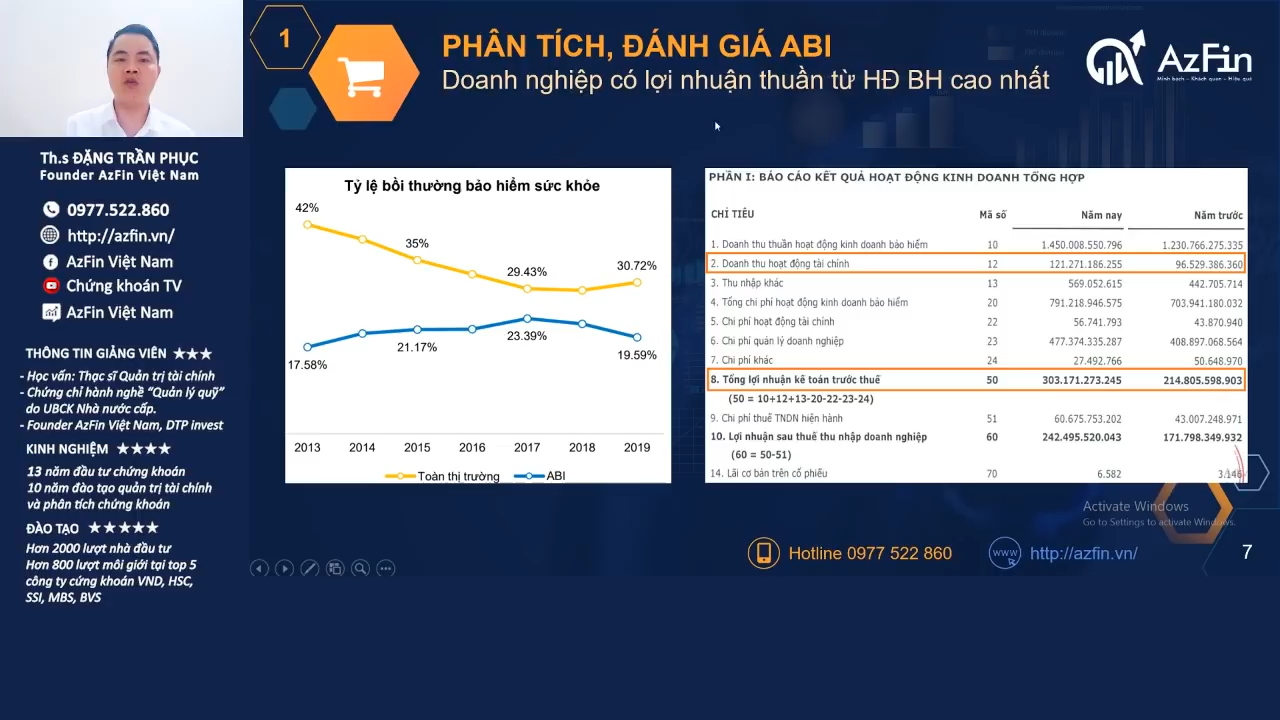 1
PHÂN TÍCH, ĐÁNH GIÁ ABI
Doanh nghiệp có lợi nhuận thuần từ HĐ BH cao nhất
AzFin
Minh bạch - Khách quan - Hiệu quả
Th.s ĐẶNG TRẦN PHỤC
Founder AzFin Việt Nam
0977.522.860
http://azfin.vn/
AzFin Việt Nam
Chứng khoán TV
AzFin Việt Nam
THÔNG TIN GIẢNG VIÊN ★★★
- Học vấn: Thạc sĩ Quản trị tài chính
- Chứng chỉ hành nghề "Quản lý quỹ"
do UBCK Nhà nước cấp.
- Founder AzFin Việt Nam, DTP invest
KINH NGHIỆM ★★★★
13 năm đầu tư chứng khoán
10 năm đào tạo quản trị tài chính
và phân tích chứng khoán
ĐÀO TẠO ★★★★★
Hơn 2000 lượt nhà đầu tư
Hơn 800 lượt môi giới tại top 5
công ty cứng khoán VND, HSC,
SSI, MBS, BVS
Tỷ lệ bồi thường bảo hiểm sức khỏe
42%
35%
29.43%
30.72%
17.58%
21.17%
23.39%
19.59%
2013 2014 2015 2016 2017 2018 2019
Toàn thị trường ABI
PHẦN I: BÁO CÁO KẾT QUẢ HOẠT ĐỘNG KINH DOANH TỔNG HỢP
CHỈ TIÊU Mã số Năm nay Năm trước
1. Doanh thu thuần hoạt động kinh doanh bảo hiểm 10 1.450.008.550.796 1.230.766.275.335
2. Doanh thu hoạt động tài chính 12 121.271.186.255 96.529.386.360
3. Thu nhập khác 13 569.052.615 442.705.714
4. Tổng chi phí hoạt động kinh doanh bảo hiểm 20 791.218.946.575 703.941.180.032
5. Chi phí hoạt động tài chính 22 56.741.793 43.870.940
6. Chi phí quản lý doanh nghiệp 23 477.374.335.287 408.897.068.564
7. Chi phí khác 24 27.492.766 50.648.970
8. Tổng lợi nhuận kế toán trước thuế 50 303.171.273.245 214.805.598.903
(50 = 10+12+13-20-22-23-24)
9. Chi phí thuế TNDN hiện hành 51 60.675.753.202 43.007.248.971
10. Lợi nhuận sau thuế thu nhập doanh nghiệp 60 242.495.520.043 171.798.349.932
(60 = 50-51)
14. Lãi cơ bản trên cổ phiếu 70 6.582 3.146
Activate Windows
Go to Settings to activate Windows.
Hotline 0977 522 860
www http://azfin.vn/
7